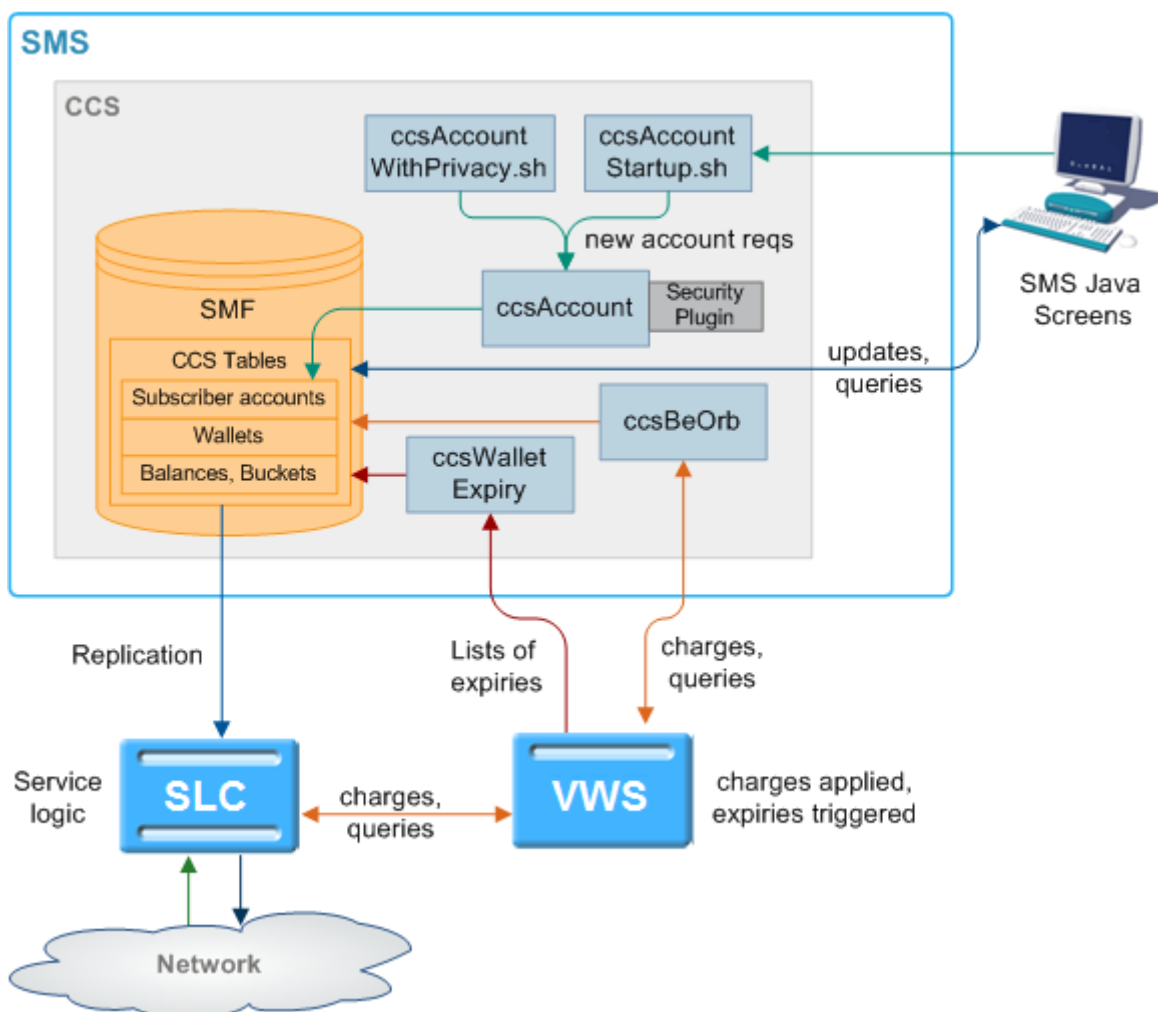 SMS
CCS
ccsAccount
WithPrivacy.sh
ccsAccount
Startup.sh
GLOBAL
new account reqs
SMS Java
Screens
SMF
ccsAccount
Security
Plugin
CCS Tables
Subscriber accounts
Wallets
Balances, Buckets
updates,
queries
ccsBeOrb
ccsWallet
Expiry
Replication
Lists of
expiries
charges,
queries
Service
logic
SLC
charges,
queries
VWS
charges applied,
expiries triggered
Network